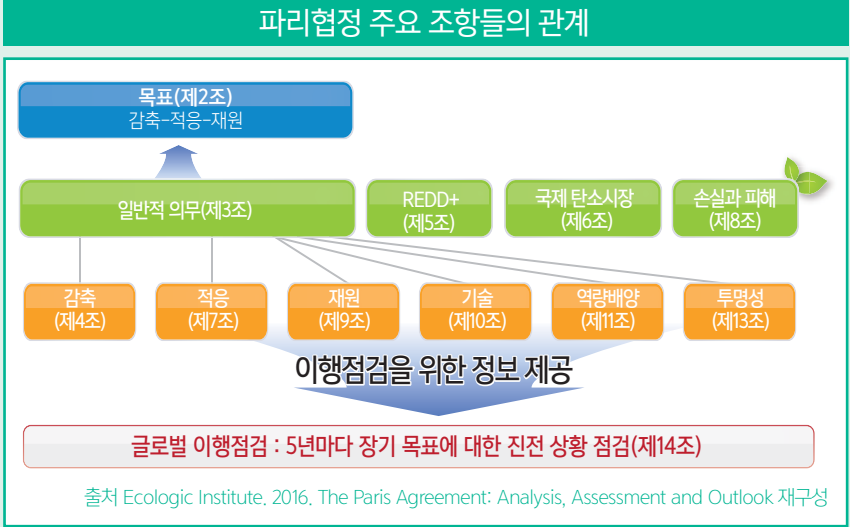 파리협정 주요 조항들의 관계
목표(제2조)
감축-적응-재원
일반적 의무(제3조)
REDD+
(제5조)
국제 탄소시장
(제6조)
손실과 피해
(제8조)
감축
(제4조)
적응
(제7조)
재원
(제9조)
기술
(제10조)
역량배양
(제11조)
투명성
(제13조)
이행점검을 위한 정보 제공
글로벌 이행점검 : 5년마다 장기 목표에 대한 진전 상황 점검(제14조)
출처 Ecologic Institute. 2016. The Paris Agreement: Analysis, Assessment and Outlook 재구성